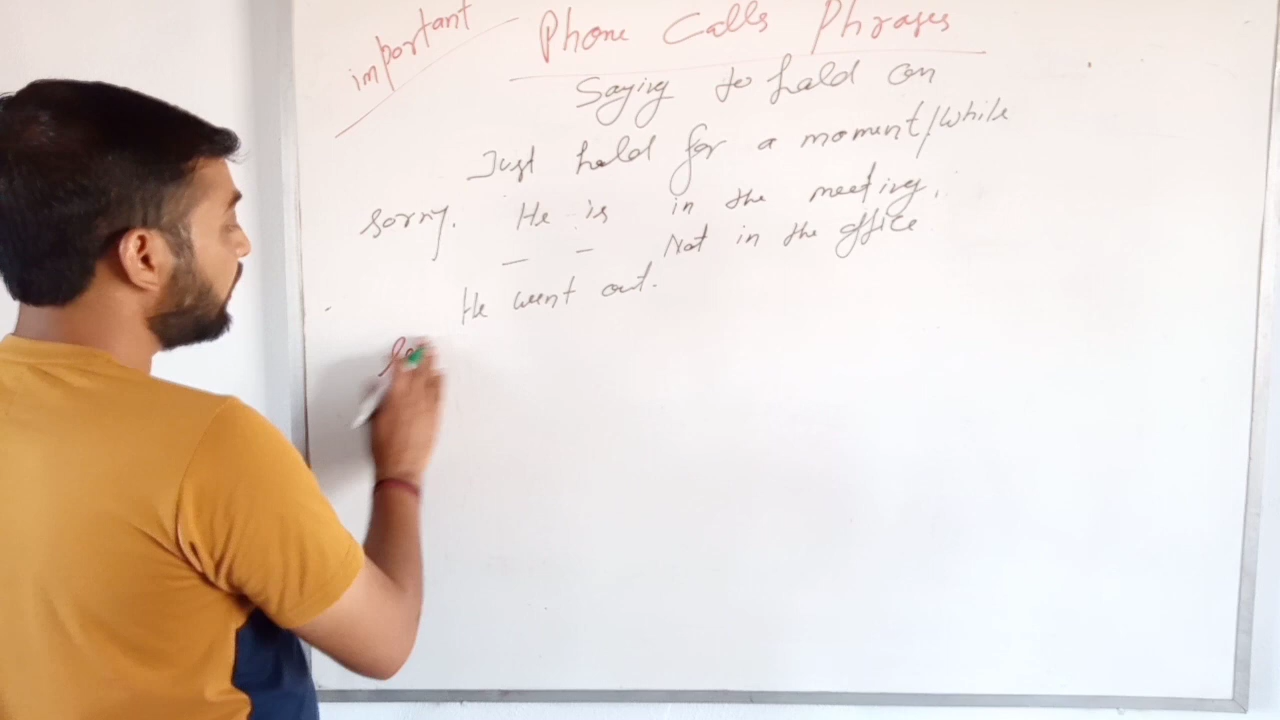 important
Phone Calls Phrases
Saying to hold on
Just hold for a moment/while
Sorry. He is in the meeting.
_ _ Not in the office
He went out.